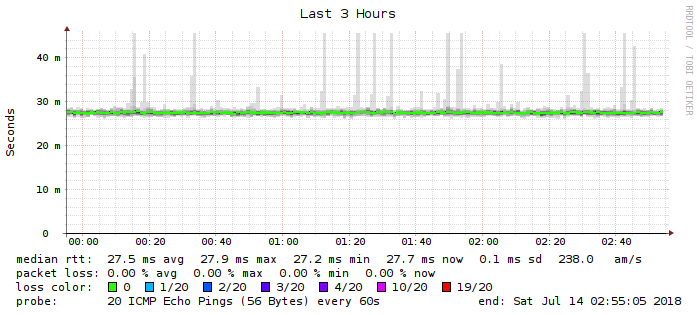 Last 3 Hours
RRDTOOL / TOBI OETIKER
Seconds
40 m
30 m
20 m
10 m
0
00:00 00:20 00:40 01:00 01:20 01:40 02:00 02:20 02:40
median rtt: 27.5 ms avg 27.9 ms max 27.2 ms min 27.7 ms now 0.1 ms sd 238.0 am/s
packet loss: 0.00 % avg 0.00 % max 0.00 % min 0.00 % now
loss color: 0 1/20 2/20 3/20 4/20 10/20 19/20
probe: 20 ICMP Echo Pings (56 Bytes) every 60s end: Sat Jul 14 02:55:05 2018